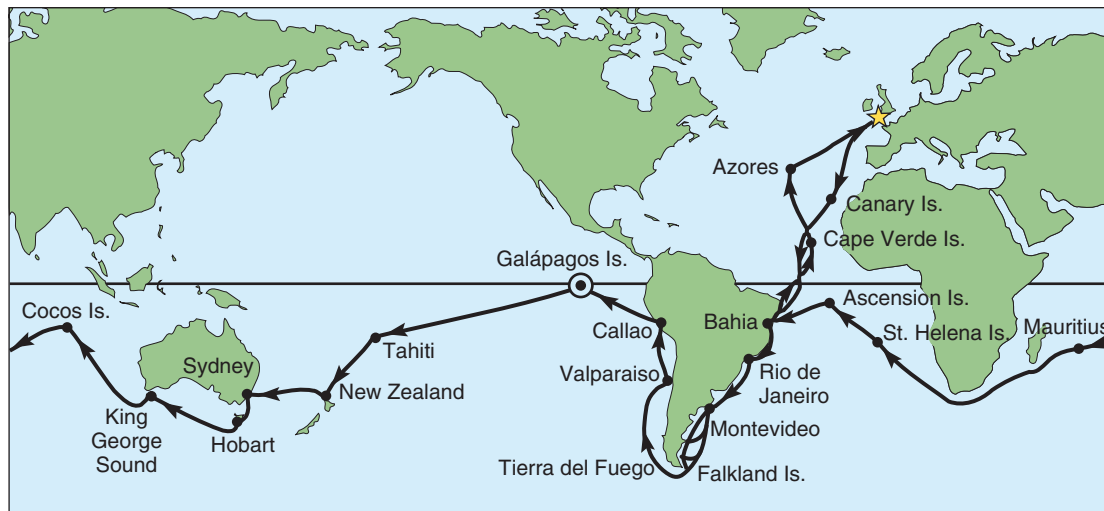 Azores
Canary Is.
Cape Verde Is.
Galápagos Is.
Cocos Is.
Ascension Is.
Callao
Bahia
St. Helena Is.
Mauritius
Sydney
Tahiti
Valparaiso
Rio de
Janeiro
New Zealand
King
George
Sound
Hobart
Montevideo
Tierra del Fuego
Falkland Is.